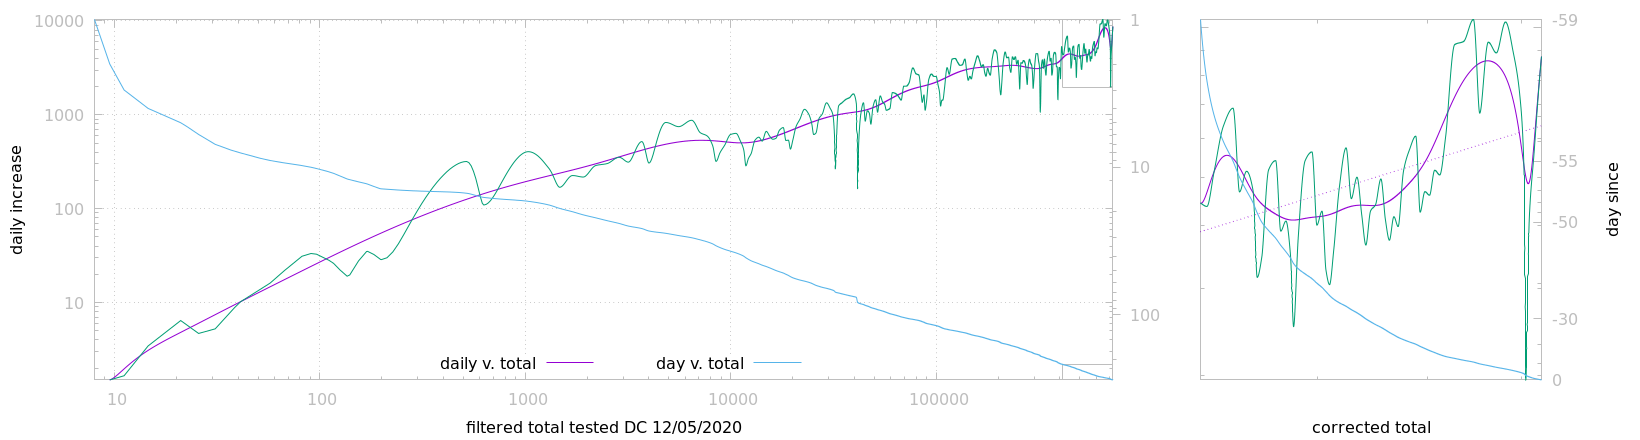 10000
1000
100
10
daily increase
10
100
1000
10000
100000
1
10
100
daily v. total
day v. total
filtered total tested DC 12/05/2020
-59
-55
-50
-30
0
day since
corrected total